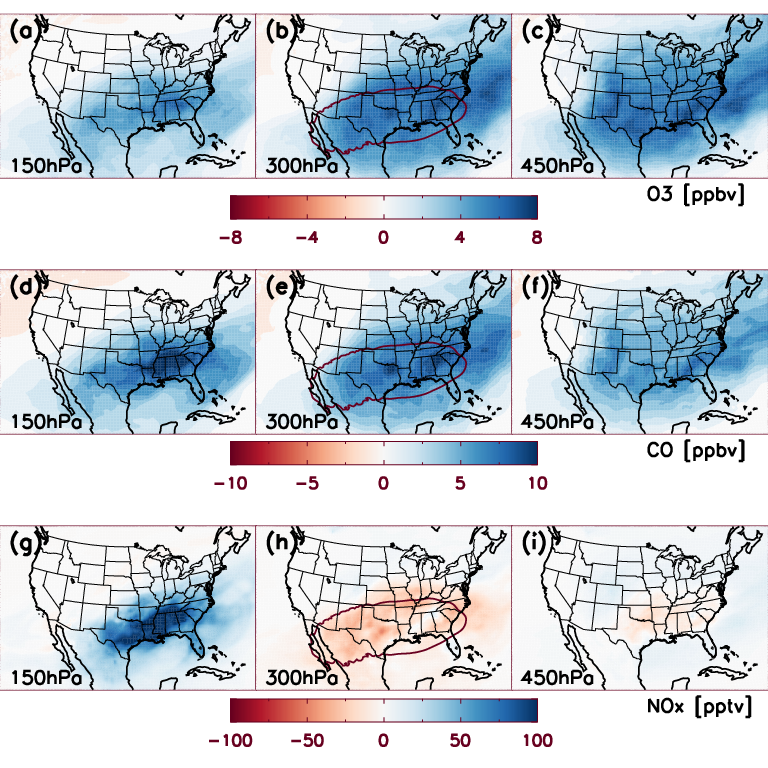 (a) (b) (c)
150hPa 300hPa 450hPa
O3 [ppbv]
-8 -4 0 4 8
(d) (e) (f)
150hPa 300hPa 450hPa
CO [ppbv]
-10 -5 0 5 10
(g) (h) (i)
150hPa 300hPa 450hPa
NOx [pptv]
-100 -50 0 50 100